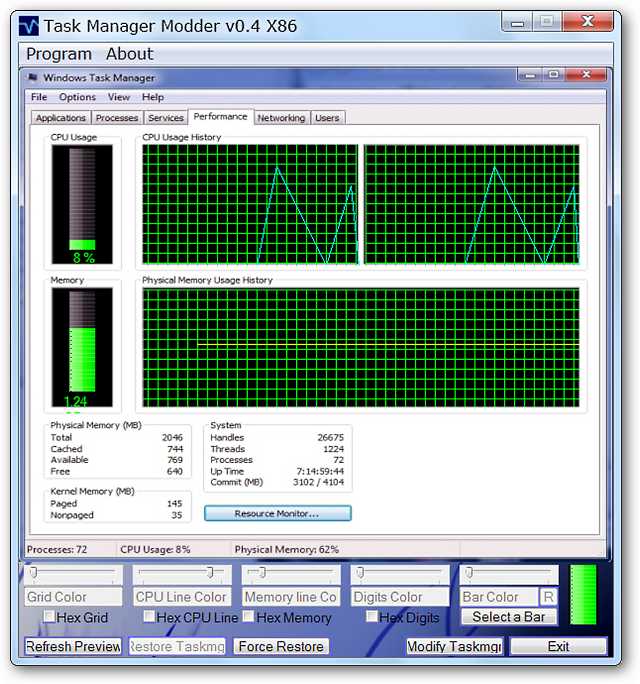 Task Manager Modder v0.4 X86
Program About
Windows Task Manager
File Options View Help
Applications Processes Services Performance Networking Users
CPU Usage CPU Usage History
8 %
Memory Physical Memory Usage History
1.24
Physical Memory (MB) System
Total 2046 Handles 26675
Cached 744 Threads 1224
Available 769 Processes 72
Free 640 Up Time 7:14:59:44
Commit (MB) 3102 / 4104
Kernel Memory (MB)
Paged 145
Nonpaged 35 Resource Monitor...
Processes: 72 CPU Usage: 8% Physical Memory: 62%
Grid Color CPU Line Color Memory line Co Digits Color Bar Color R
Hex Grid Hex CPU Line Hex Memory Hex Digits Select a Bar
Refresh Preview Restore Taskmg Force Restore Modify Taskmgr Exit